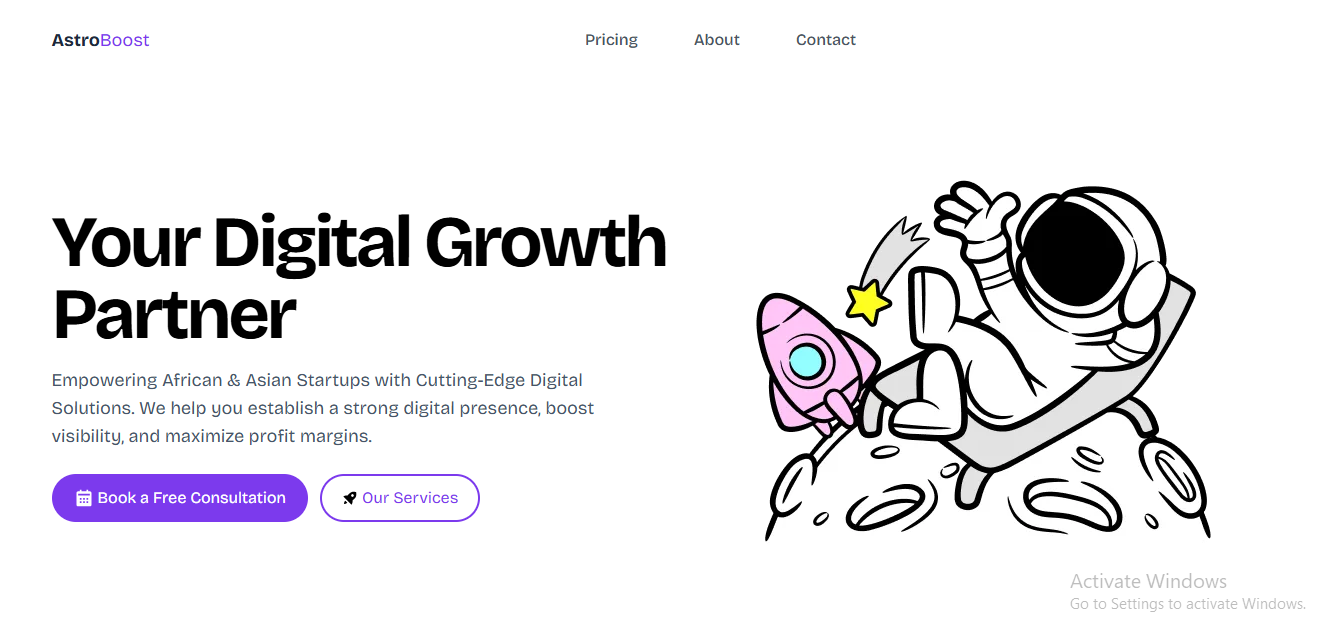 AstroBoost
Pricing
About
Contact
Your Digital Growth
Partner
Empowering African & Asian Startups with Cutting-Edge Digital
Solutions. We help you establish a strong digital presence, boost
visibility, and maximize profit margins.
Book a Free Consultation
Our Services
Activate Windows
Go to Settings to activate Windows.